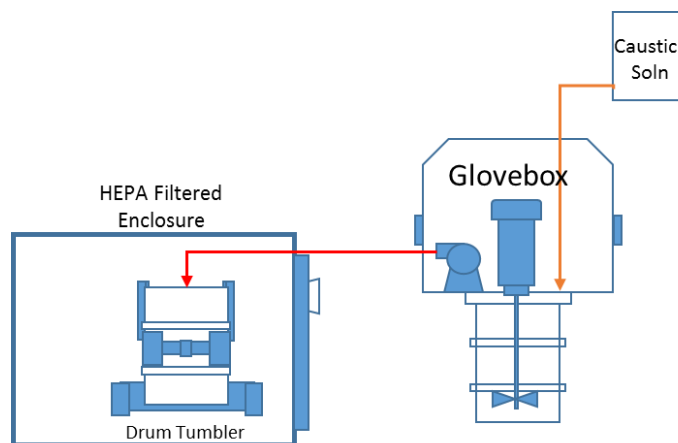 Caustic
Soln
Glovebox
HEPA Filtered
Enclosure
Drum Tumbler